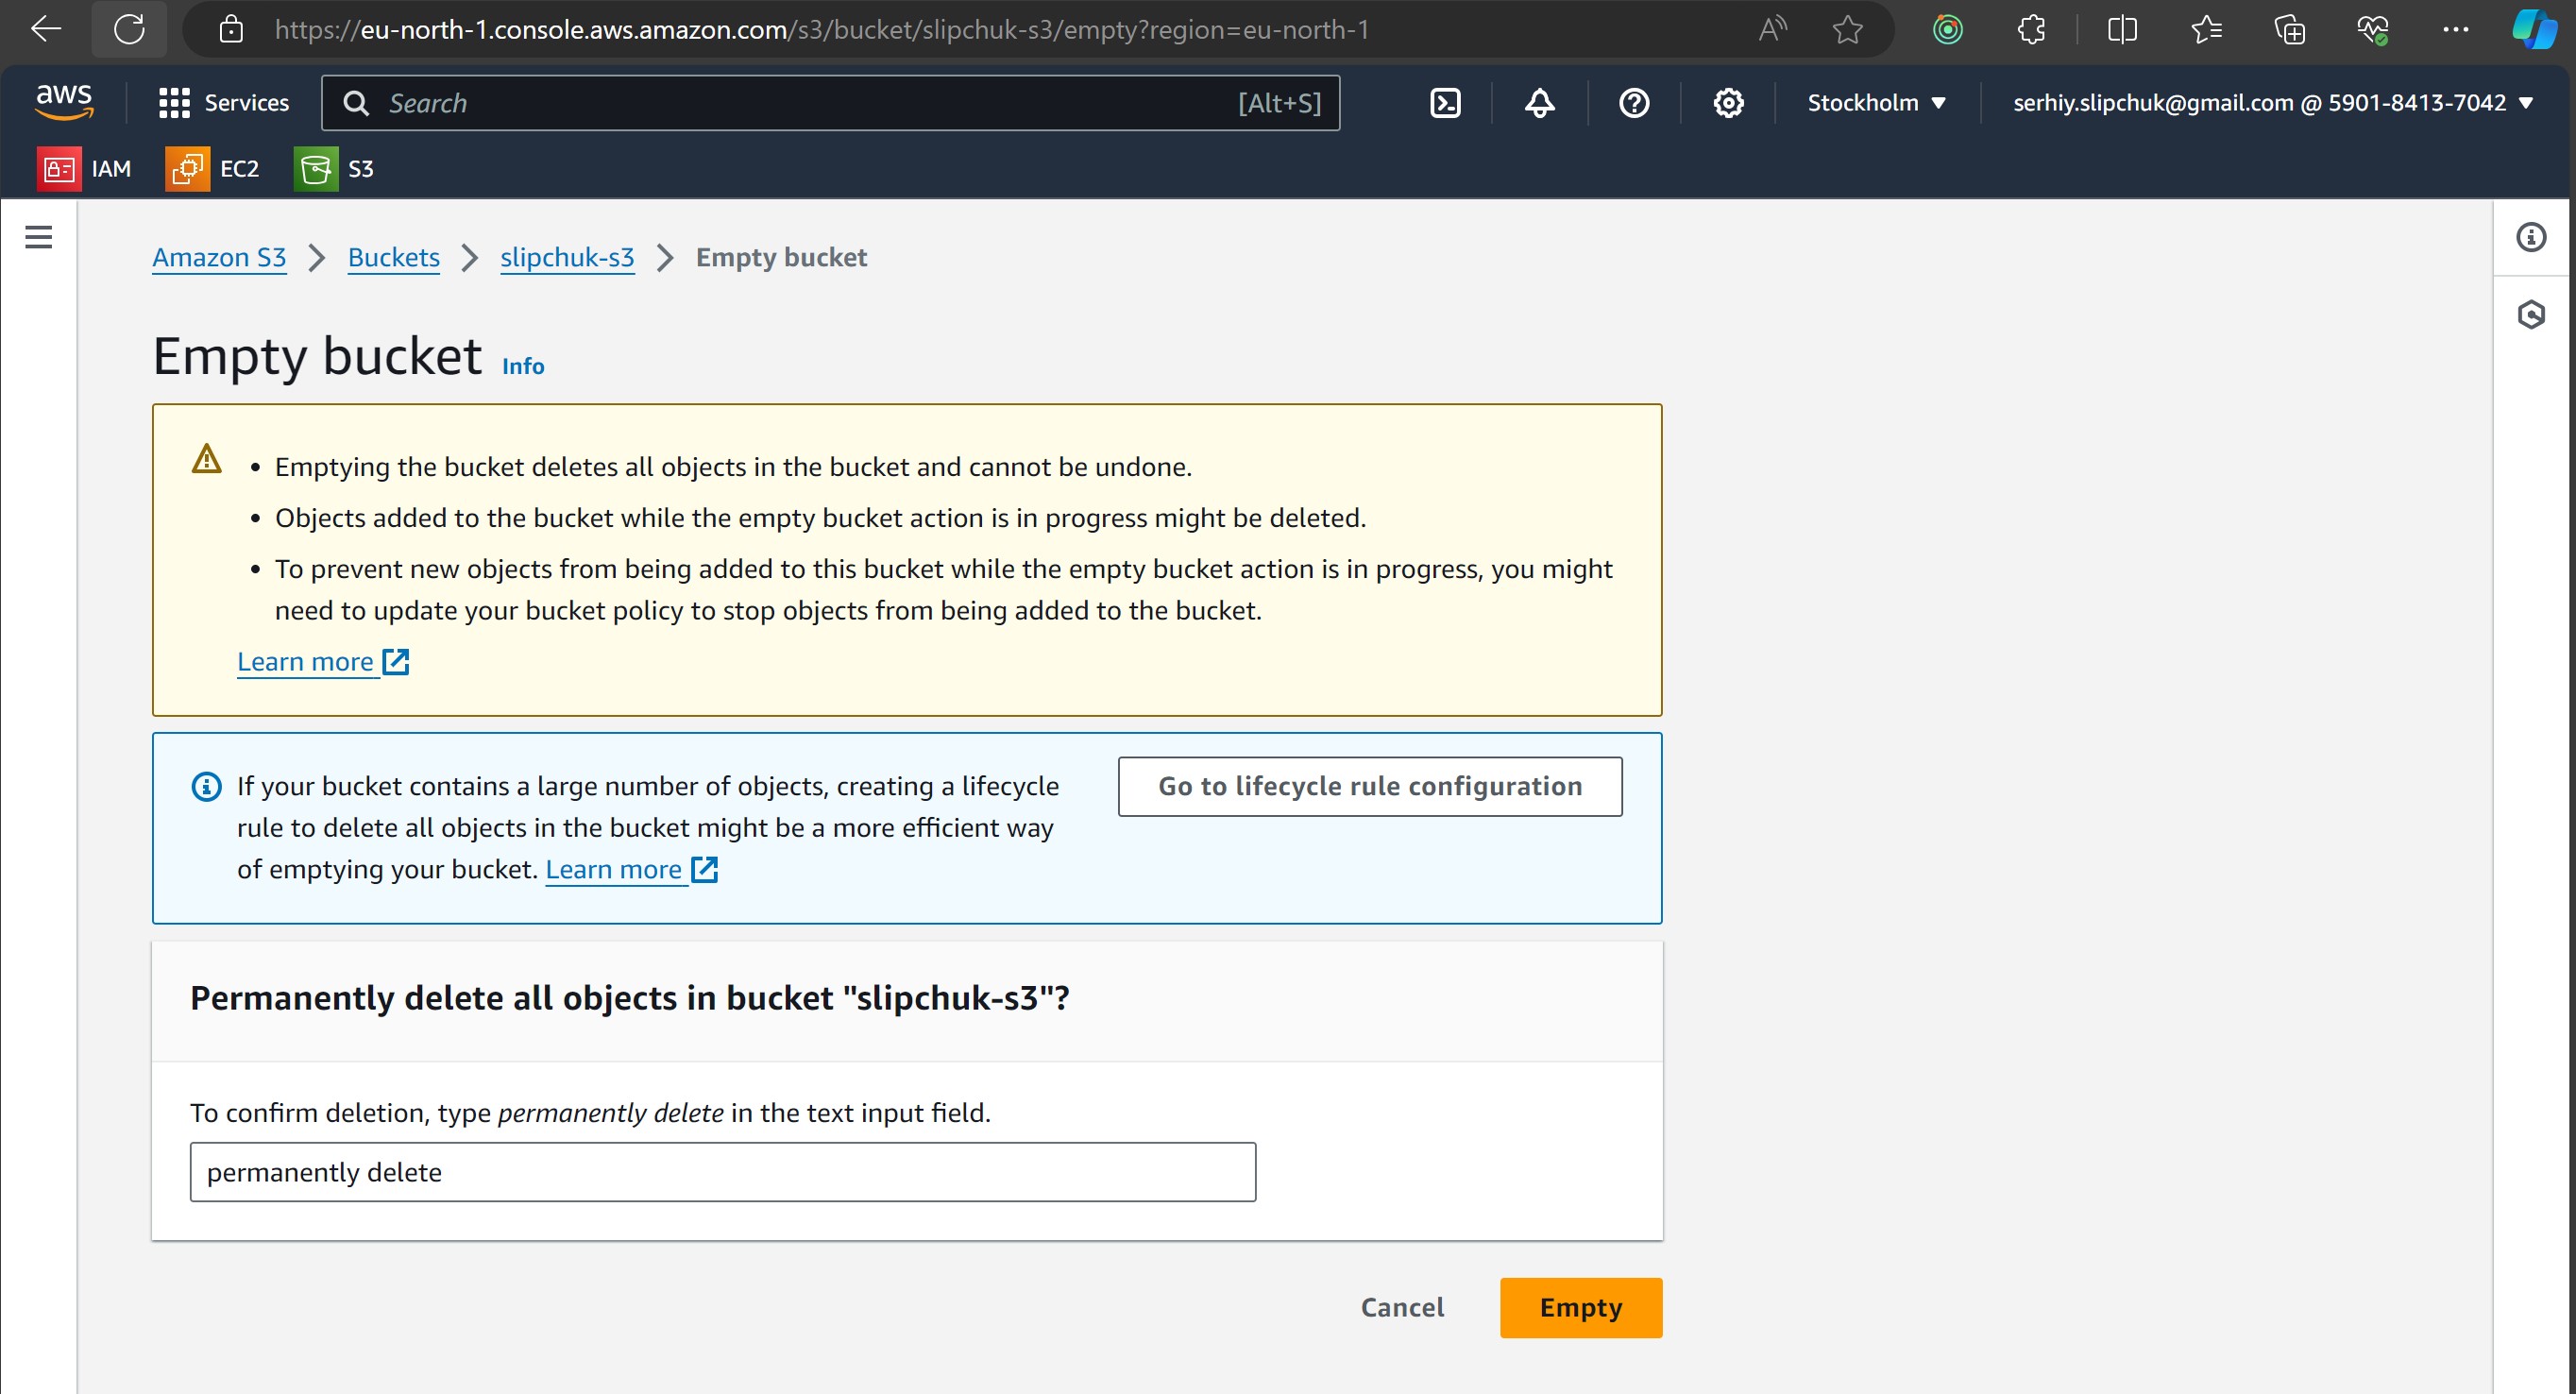 https://eu-north-1.console.aws.amazon.com/s3/bucket/slipchuk-s3/empty?region=eu-north-1
aws
Services
Search
[Alt+S]
Stockholm
serhiy.slipchuk@gmail.com @ 5901-8413-7042
IAM
EC2
S3
Amazon S3 > Buckets > slipchuk-s3 > Empty bucket
Empty bucket Info
• Emptying the bucket deletes all objects in the bucket and cannot be undone.
• Objects added to the bucket while the empty bucket action is in progress might be deleted.
• To prevent new objects from being added to this bucket while the empty bucket action is in progress, you might
need to update your bucket policy to stop objects from being added to the bucket.
Learn more
If your bucket contains a large number of objects, creating a lifecycle
rule to delete all objects in the bucket might be a more efficient way
of emptying your bucket. Learn more
Go to lifecycle rule configuration
Permanently delete all objects in bucket "slipchuk-s3"?
To confirm deletion, type permanently delete in the text input field.
permanently delete
Cancel
Empty